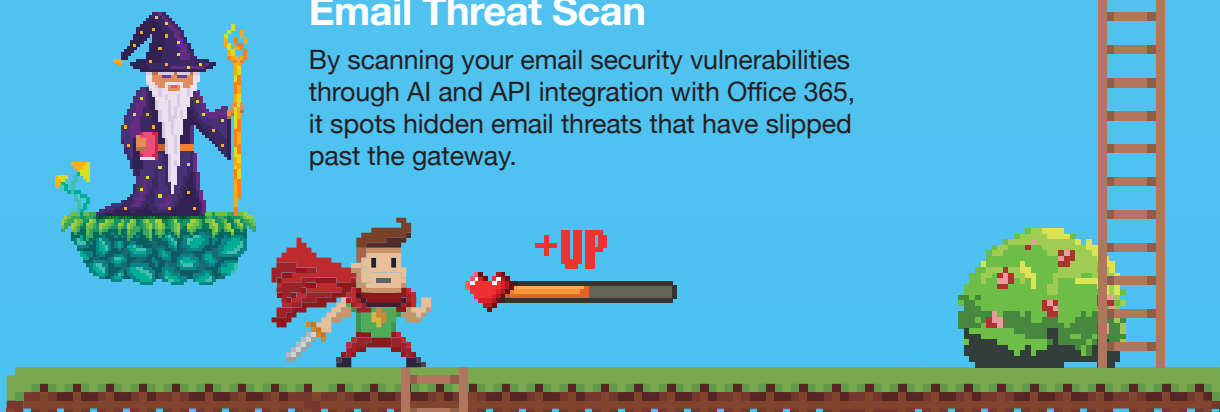 Email Threat Scan
By scanning your email security vulnerabilities
through AI and API integration with Office 365,
it spots hidden email threats that have slipped
past the gateway.
+UP